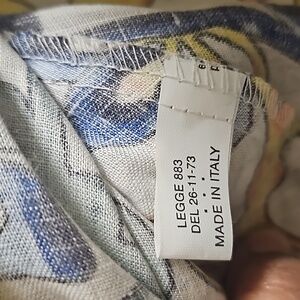 LEGGE 883
DEL 26-11-73
* * *
MADE IN ITALY